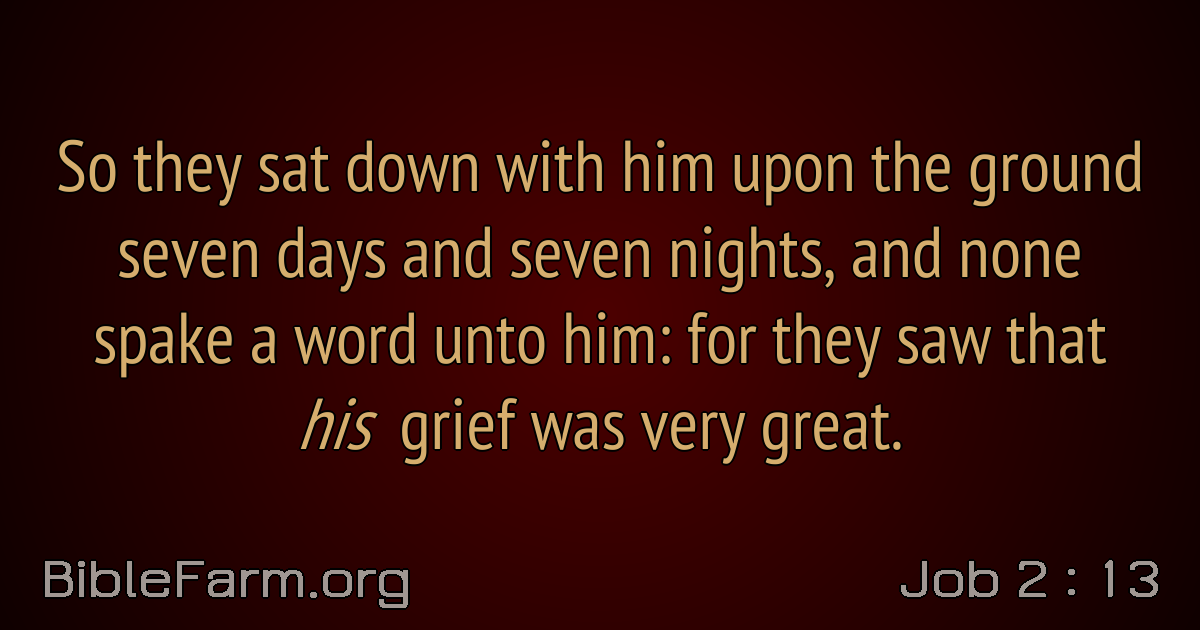 So they sat down with him upon the ground
seven days and seven nights, and none
spake a word unto him: for they saw that
his grief was very great.
BibleFarm.org
Job 2 : 13